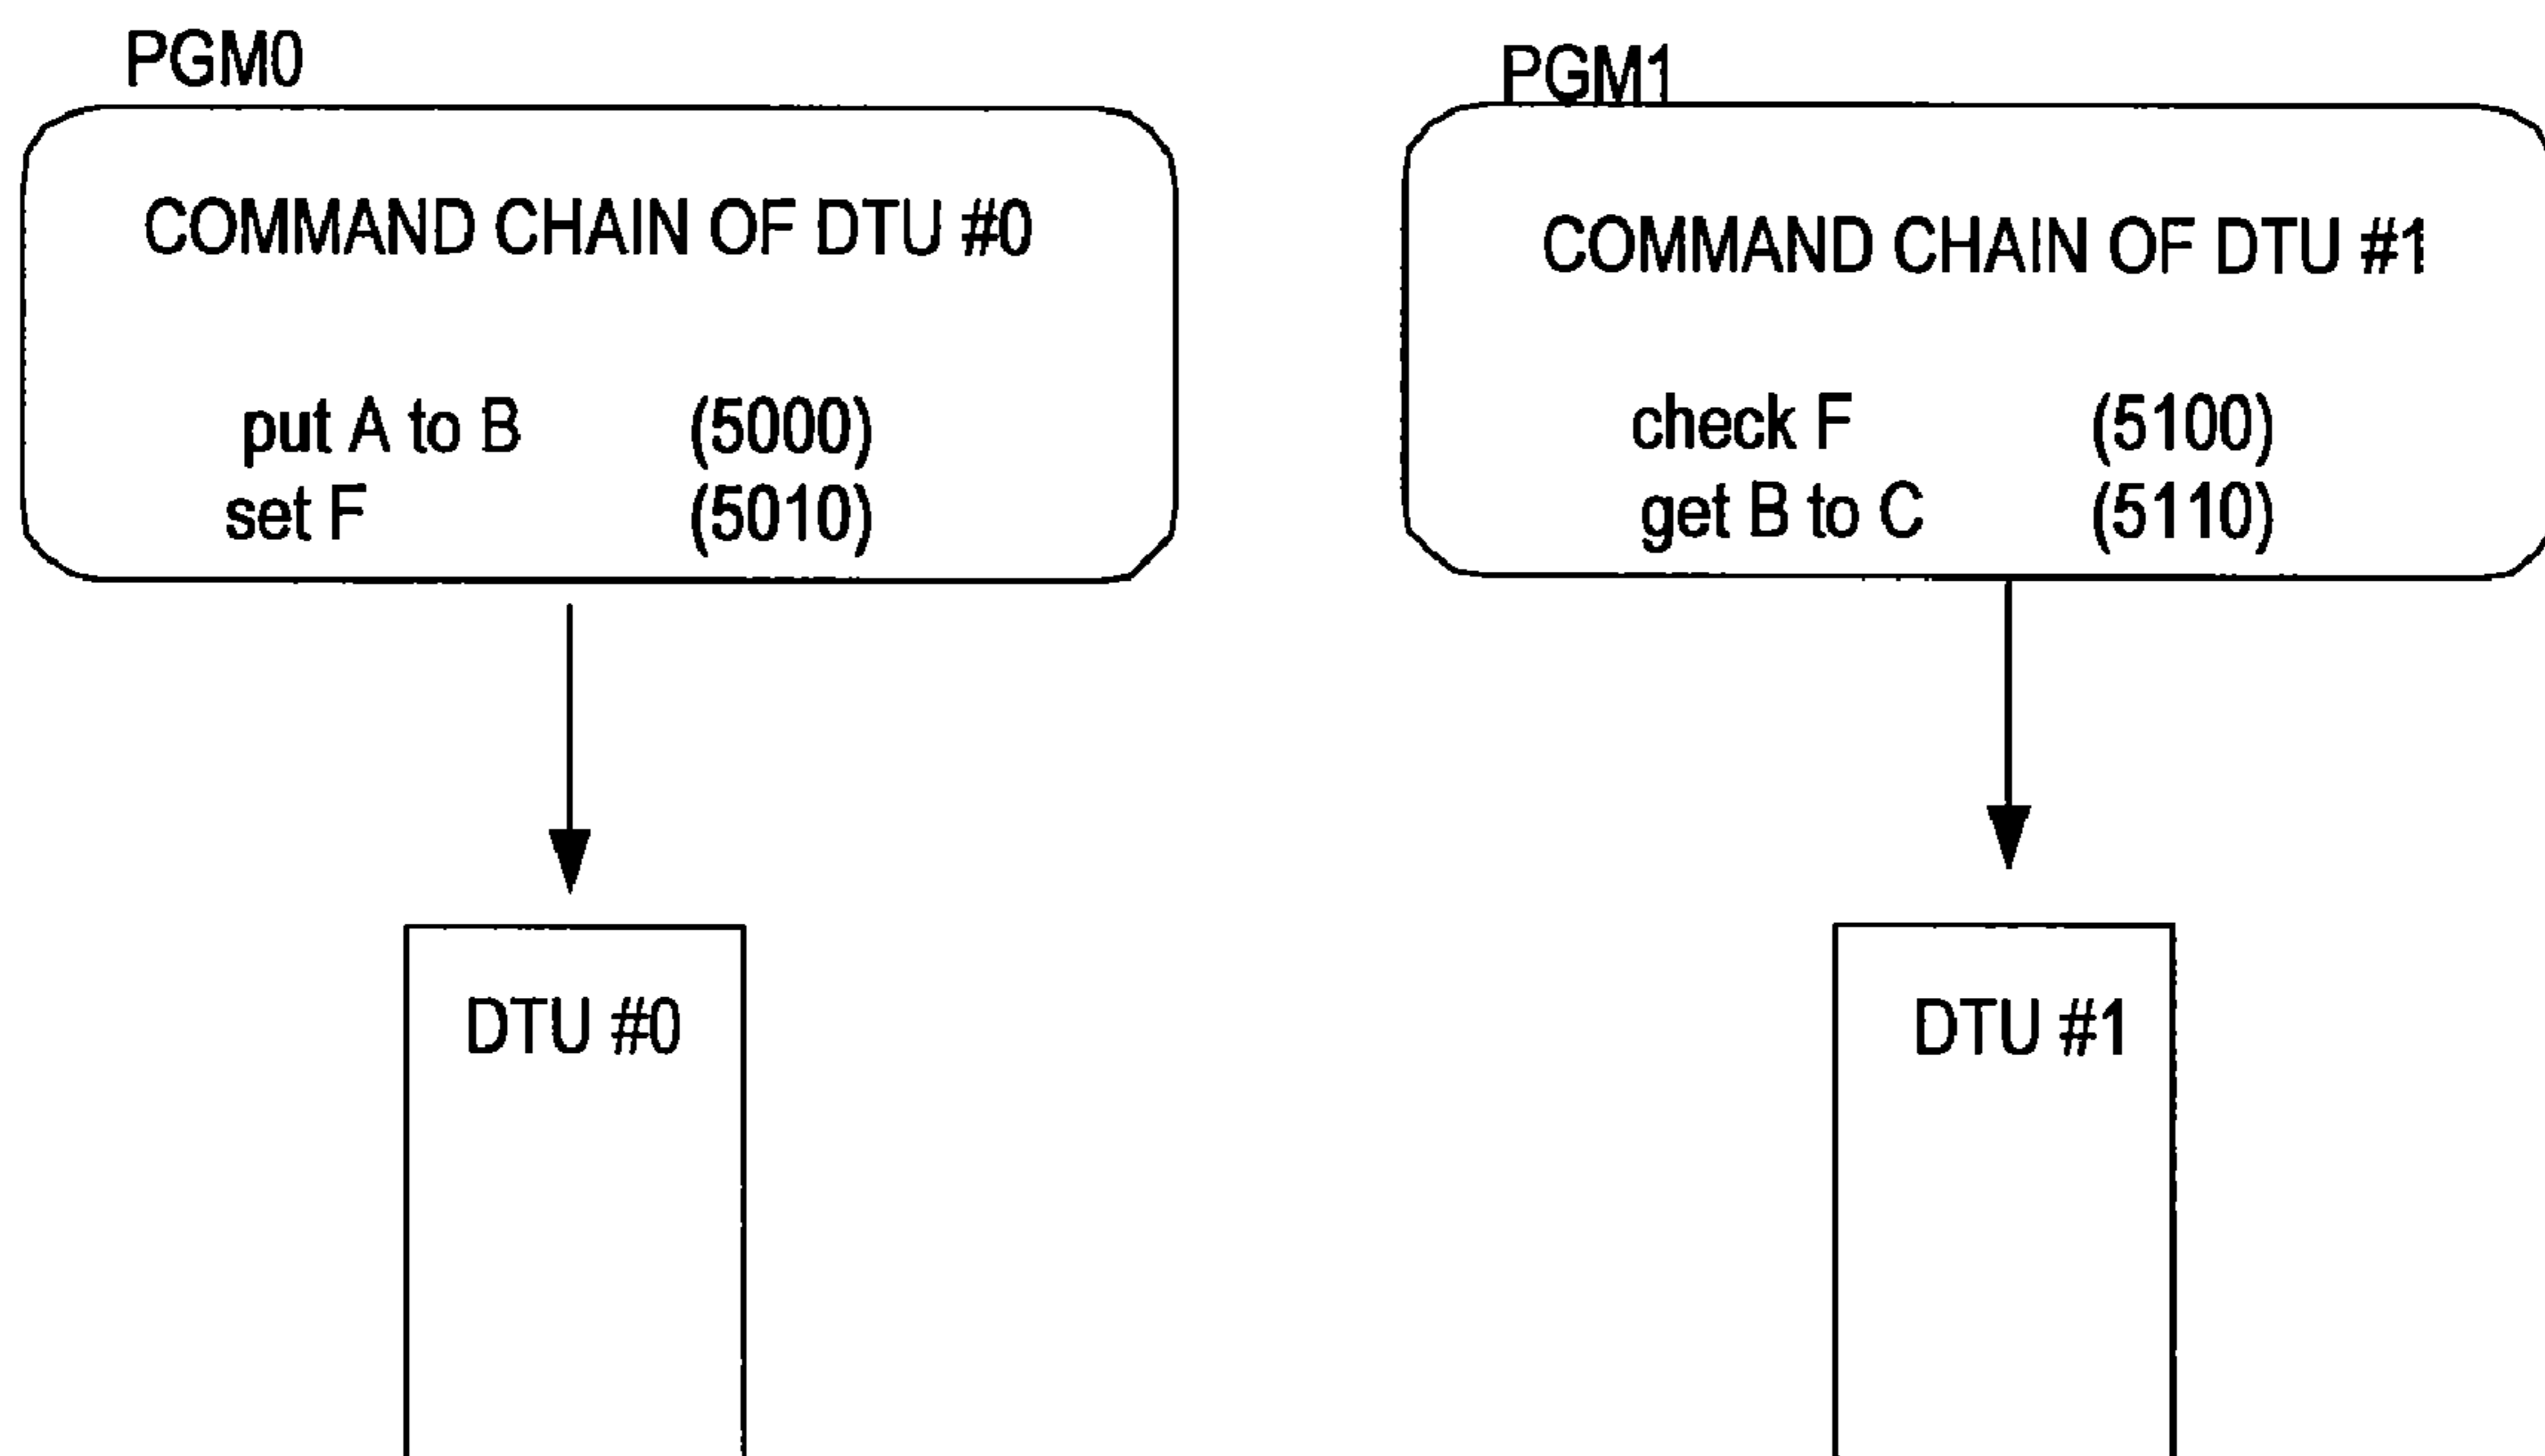 PGM0
COMMAND CHAIN OF DTU #0
put A to B (5000)
set F (5010)
DTU #0
PGM1
COMMAND CHAIN OF DTU #1
check F (5100)
get B to C (5110)
DTU #1